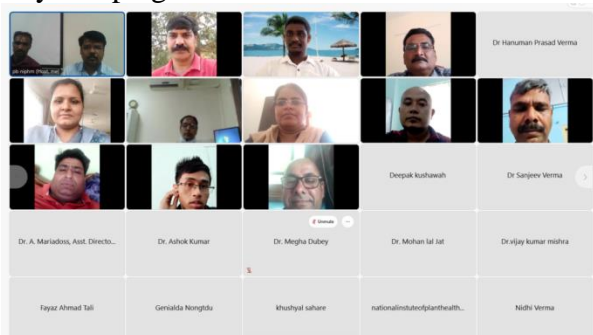 Dr Hanuman Prasad Verma
Deepak kushawah
Dr Sanjeev Verma
Unmute
Dr. A. Mariadoss, Asst. Directo...
Dr. Ashok Kumar
Dr. Megha Dubey
Dr. Mohan lal Jat
Dr.vijay kumar mishra
Fayaz Ahmad Tali
Genialda Nongtdu
khushyal sahare
nationalinstuteofplanthealth...
Nidhi Verma